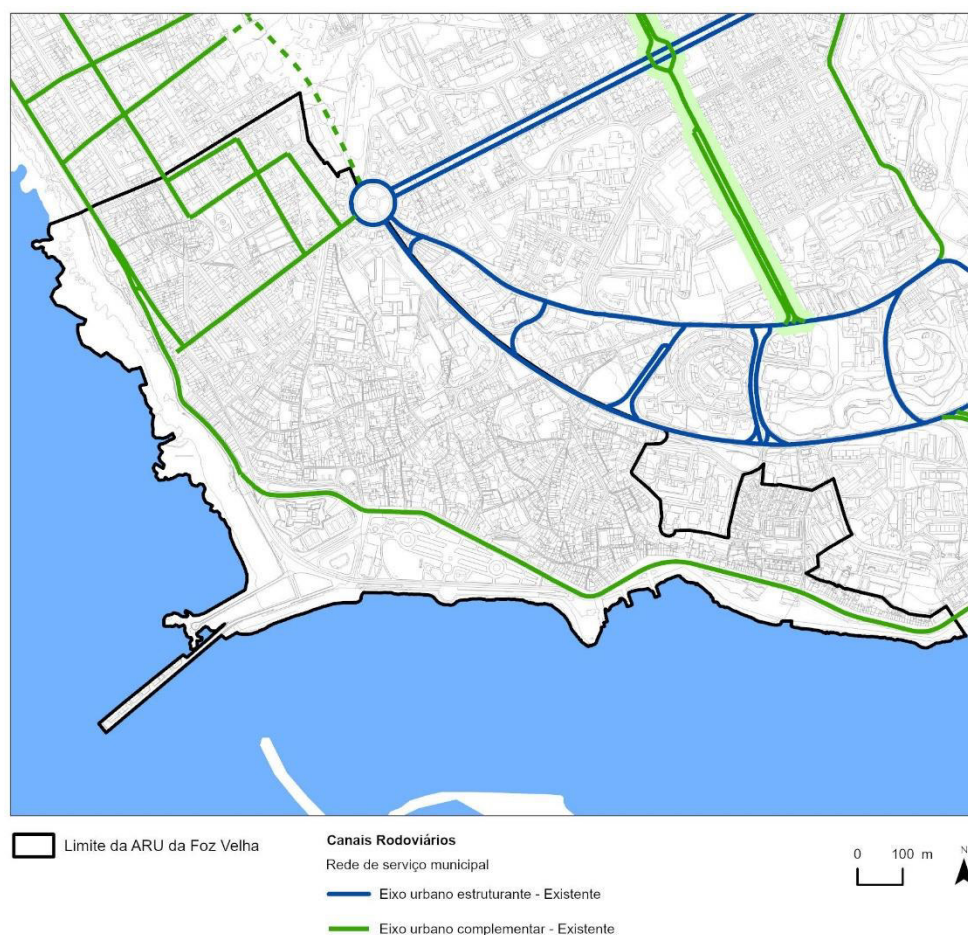 Limite da ARU da Foz Velha
Canais Rodoviários
Rede de serviço municipal
Eixo urbano estruturante - Existente
Eixo urbano complementar - Existente
0 100 m
N